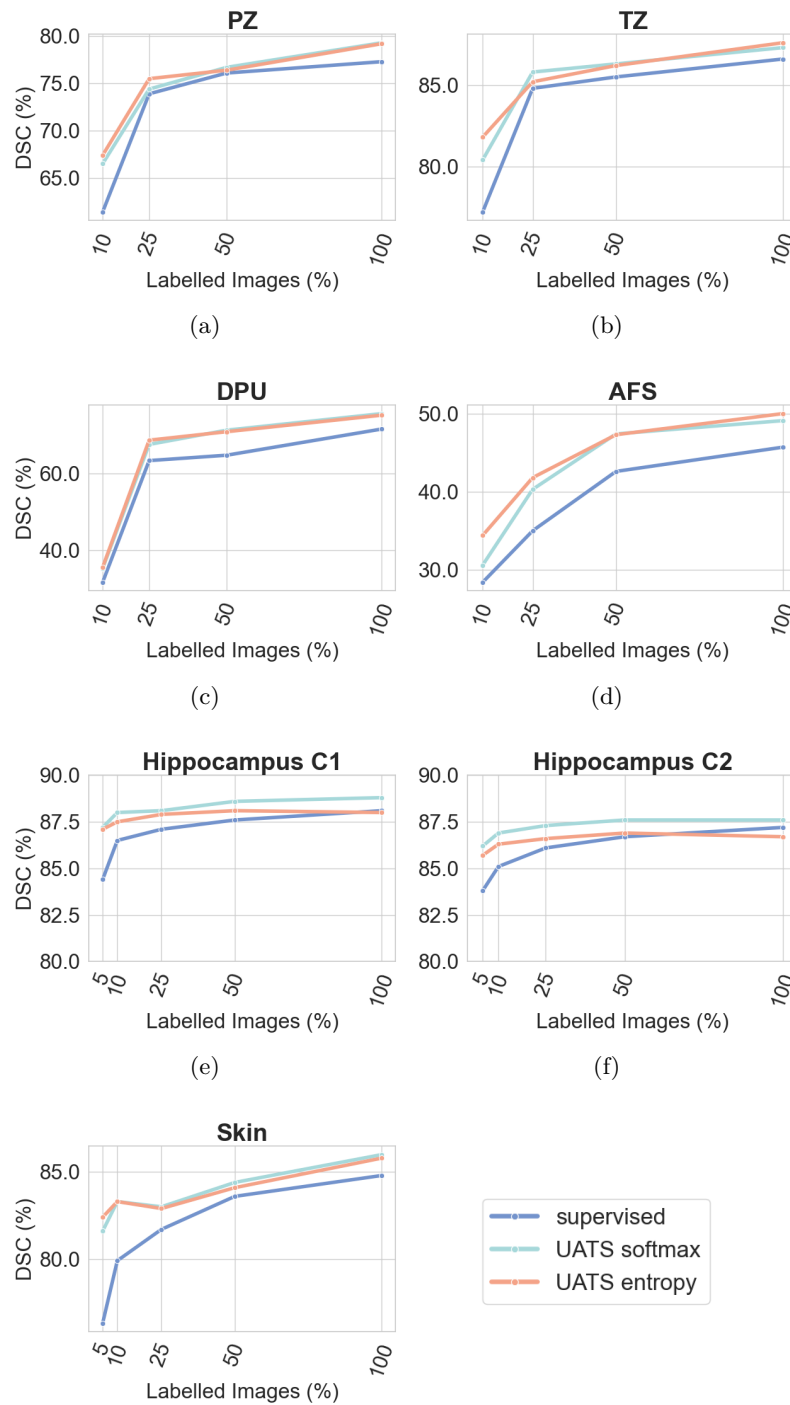 PZ
DSC (%)
80.0
75.0
70.0
65.0
10 25 50 100
Labelled Images (%)
(a)
TZ
85.0
80.0
10 25 50 100
Labelled Images (%)
(b)
DPU
DSC (%)
60.0
40.0
10 25 50 100
Labelled Images (%)
(c)
AFS
50.0
40.0
30.0
10 25 50 100
Labelled Images (%)
(d)
Hippocampus C1
DSC (%)
90.0
87.5
85.0
82.5
80.0
5 10 25 50 100
Labelled Images (%)
(e)
Hippocampus C2
90.0
87.5
85.0
82.5
80.0
5 10 25 50 100
Labelled Images (%)
(f)
Skin
DSC (%)
85.0
80.0
5 10 25 50 100
Labelled Images (%)
supervised
UATS softmax
UATS entropy